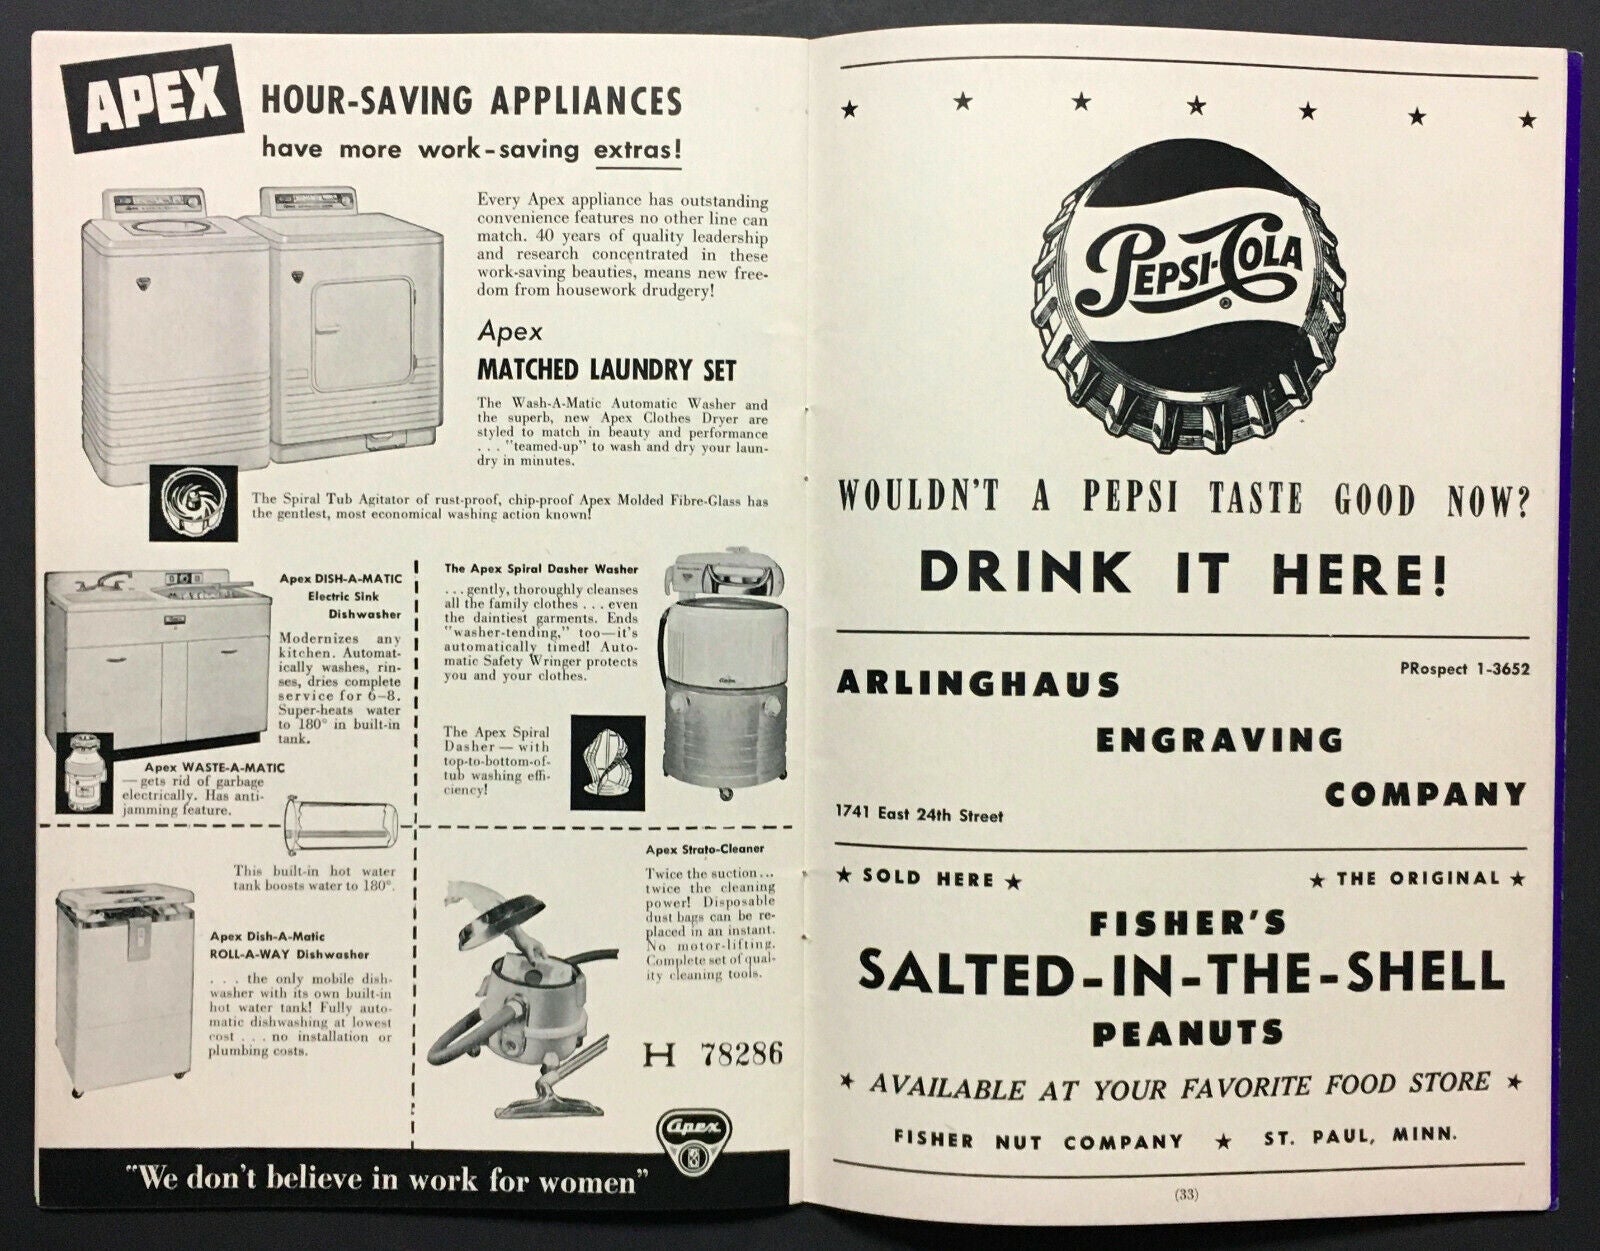 APEX
HOUR-SAVING APPLIANCES
have more work-saving extras!
Every Apex appliance has outstanding
convenience features no other line can
match. 40 years of quality leadership
and research concentrated in these
work-saving beauties, means new free-
dom from housework drudgery!
Apex
MATCHED LAUNDRY SET
The Wash-A-Matic Automatic Washer and
the superb, new Apex Clothes Dryer are
styled to match in beauty and performance
. . . "teamed-up" to wash and dry your laun-
dry in minutes.
The Spiral Tub Agitator of rust-proof, chip-proof Apex Molded Fibre-Glass has
the gentlest, most economical washing action known!
Apex DISH-A-MATIC
Electric Sink
Dishwasher
Modernizes any
kitchen. Automat-
ically washes, rin-
ses, dries complete
service for 6–8.
Super-heats water
to 180° in built-in
tank.
Apex WASTE-A-MATIC
—gets rid of garbage
electrically. Has anti-
jamming feature.
The Apex Spiral Dasher Washer
. . . gently, thoroughly cleanses
all the family clothes . . . even
the daintiest garments. Ends
"washer-tending," too—it's
automatically timed! Auto-
matic Safety Wringer protects
you and your clothes.
The Apex Spiral
Dasher — with
top-to-bottom-of-
tub washing effi-
ciency!
This built-in hot water
tank boosts water to 180°.
Apex Dish-A-Matic
ROLL-A-WAY Dishwasher
. . . the only mobile dish-
washer with its own built-in
hot water tank! Fully auto-
matic dishwashing at lowest
cost . . . no installation or
plumbing costs.
Apex Strato-Cleaner
Twice the suction...
twice the cleaning
power! Disposable
dust bags can be re-
placed in an instant.
No motor-lifting.
Complete set of qual-
ity cleaning tools.
H 78286
Apex
"We don't believe in work for women"
PEPSI-COLA
®
WOULDN'T A PEPSI TASTE GOOD NOW?
DRINK IT HERE!
PRospect 1-3652
ARLINGHAUS
ENGRAVING
COMPANY
1741 East 24th Street
★ SOLD HERE ★
★ THE ORIGINAL ★
FISHER'S
SALTED-IN-THE-SHELL
PEANUTS
★ AVAILABLE AT YOUR FAVORITE FOOD STORE ★
FISHER NUT COMPANY ★ ST. PAUL, MINN.
(33)